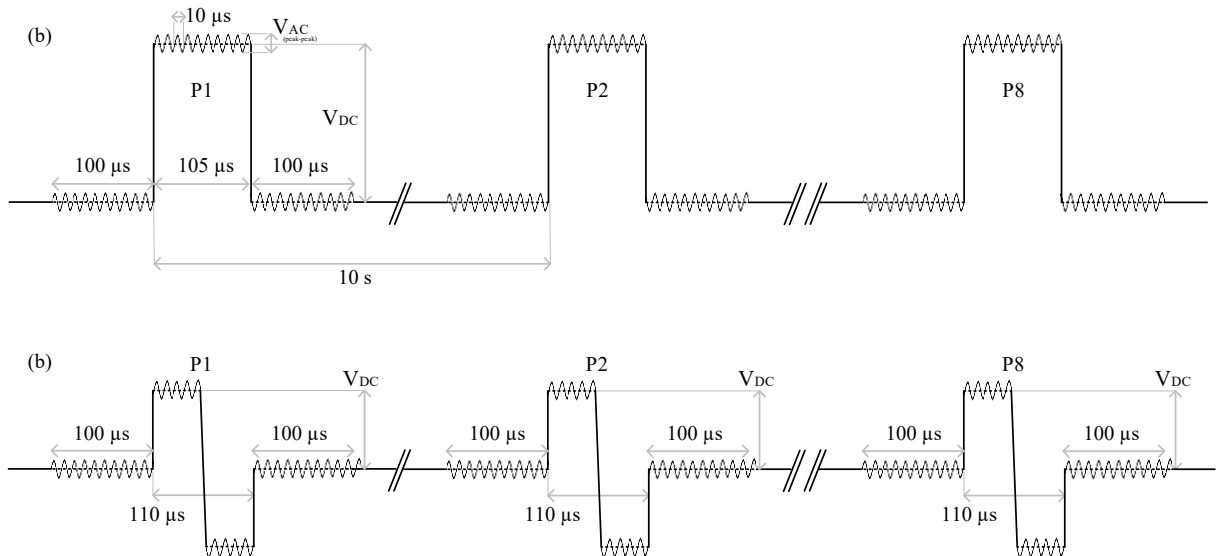 10 µs
(b)
VAC
(peak-peak)
P1
P2
P8
VDC
100 µs
105 µs
100 µs
10 s
(b)
P1
P2
P8
VDC
VDC
VDC
100 µs
100 µs
100 µs
100 µs
100 µs
100 µs
110 µs
110 µs
110 µs